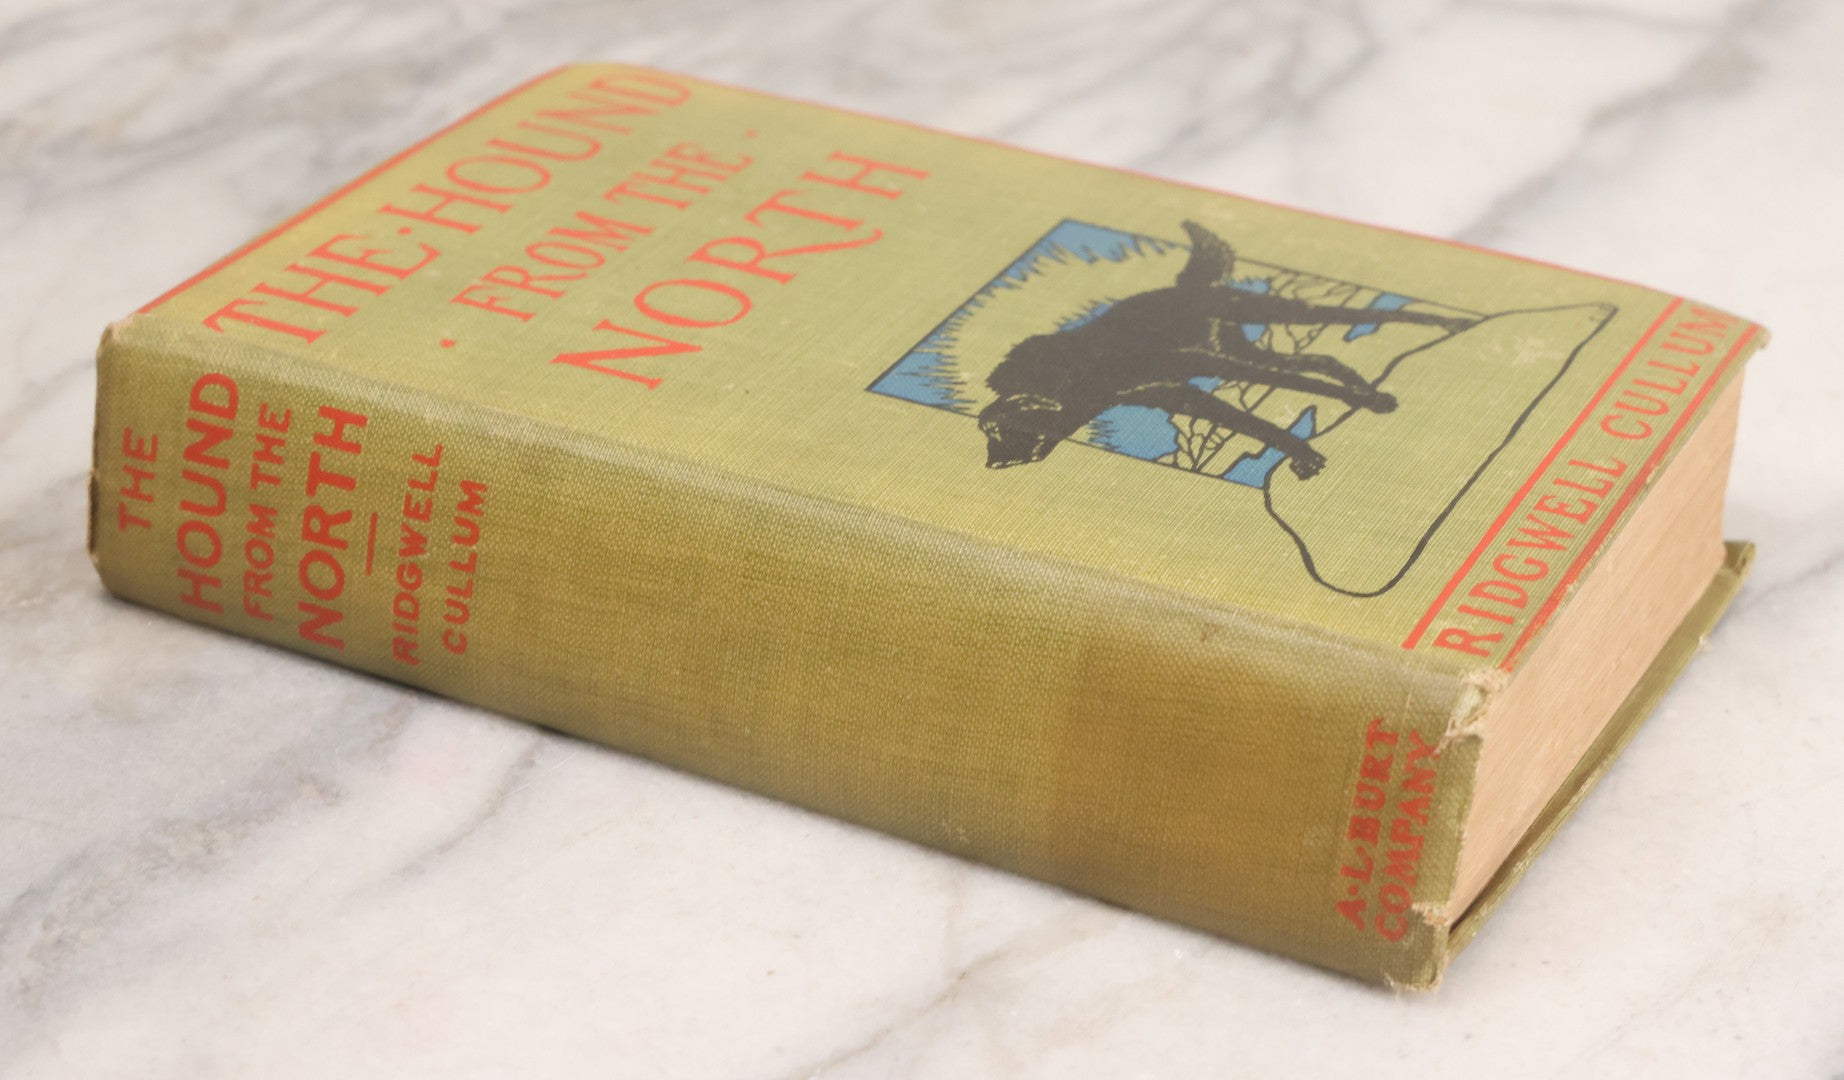 THE·HOUND
·FROM THE·
NORTH
RIDGWELL CULLUM
THE
HOUND
FROM THE
NORTH
RIDGWELL
CULLUM
A·L·BURT
COMPANY